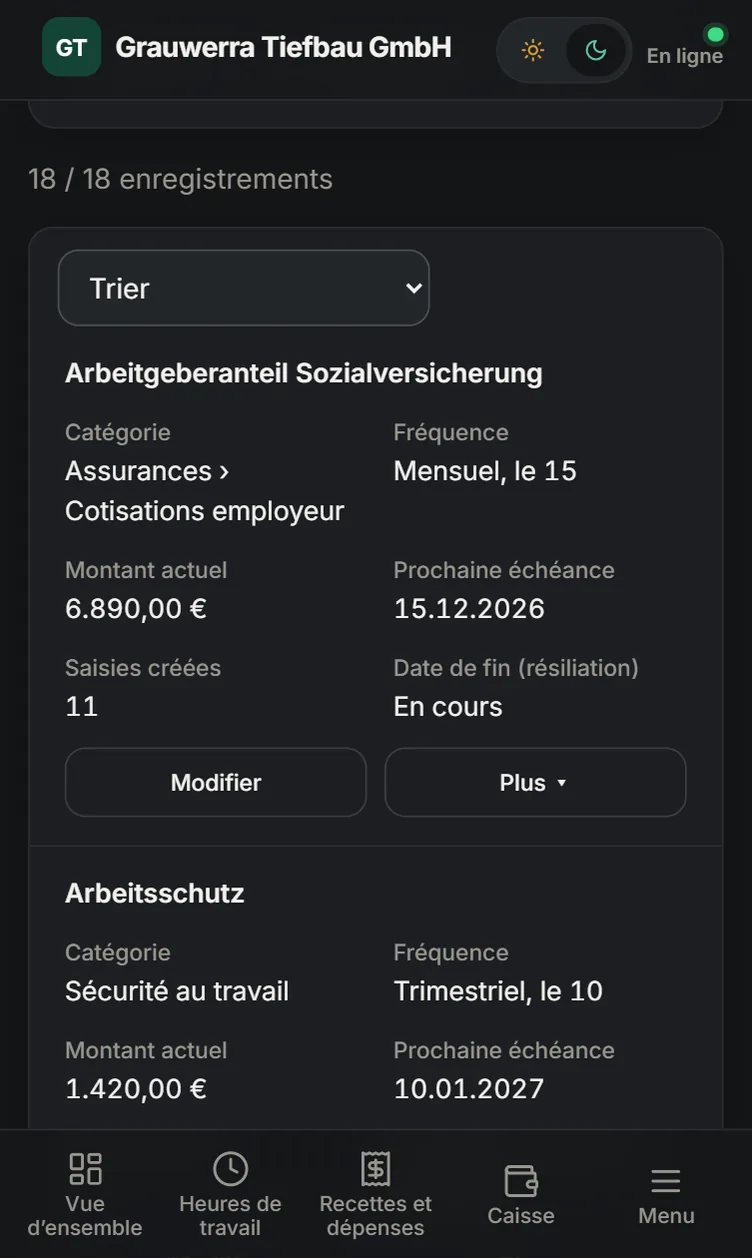 GT Grauwerra Tiefbau GmbH
En ligne
18 / 18 enregistrements
Trier
Arbeitgeberanteil Sozialversicherung
Catégorie
Fréquence
Assurances ›
Cotisations employeur
Mensuel, le 15
Montant actuel
Prochaine échéance
6.890,00 €
15.12.2026
Saisies créées
Date de fin (résiliation)
11
En cours
Modifier
Plus ▾
Arbeitsschutz
Catégorie
Fréquence
Sécurité au travail
Trimestriel, le 10
Montant actuel
Prochaine échéance
1.420,00 €
10.01.2027
Vue
d’ensemble
Heures de
travail
Recettes et
dépenses
Caisse
Menu